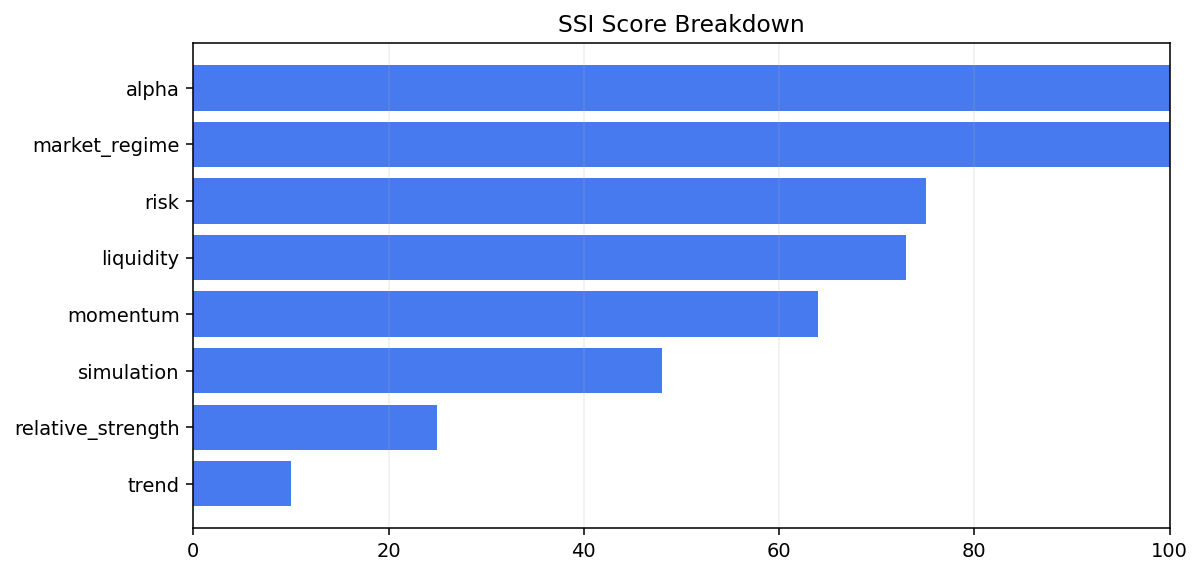 SSI Score Breakdown
alpha
market_regime
risk
liquidity
momentum
simulation
relative_strength
trend
0 20 40 60 80 100